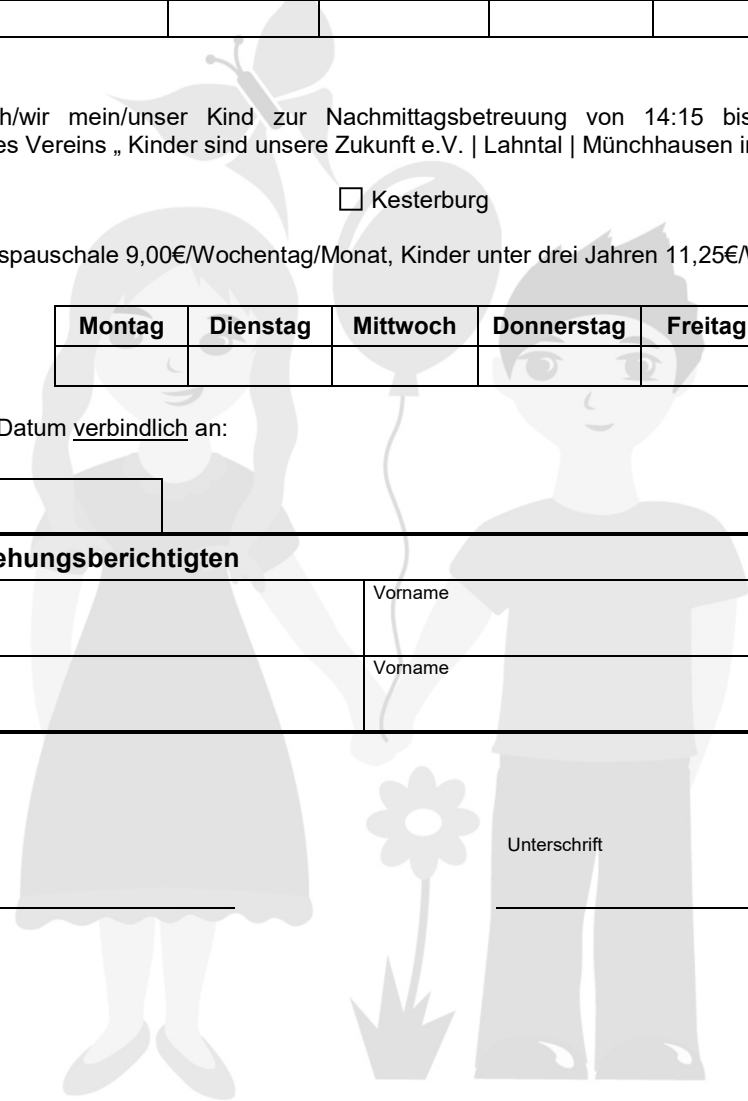 h/wir mein/unser Kind zur Nachmittagsbetreuung von 14:15 bis
es Vereins „ Kinder sind unsere Zukunft e.V. | Lahntal | Münchhausen in
☐ Kesterburg
spauschale 9,00€/Wochentag/Monat, Kinder unter drei Jahren 11,25€/W
Montag Dienstag Mittwoch Donnerstag Freitag
Datum verbindlich an:
ehungsberichtigten
Vorname
Vorname
Unterschrift